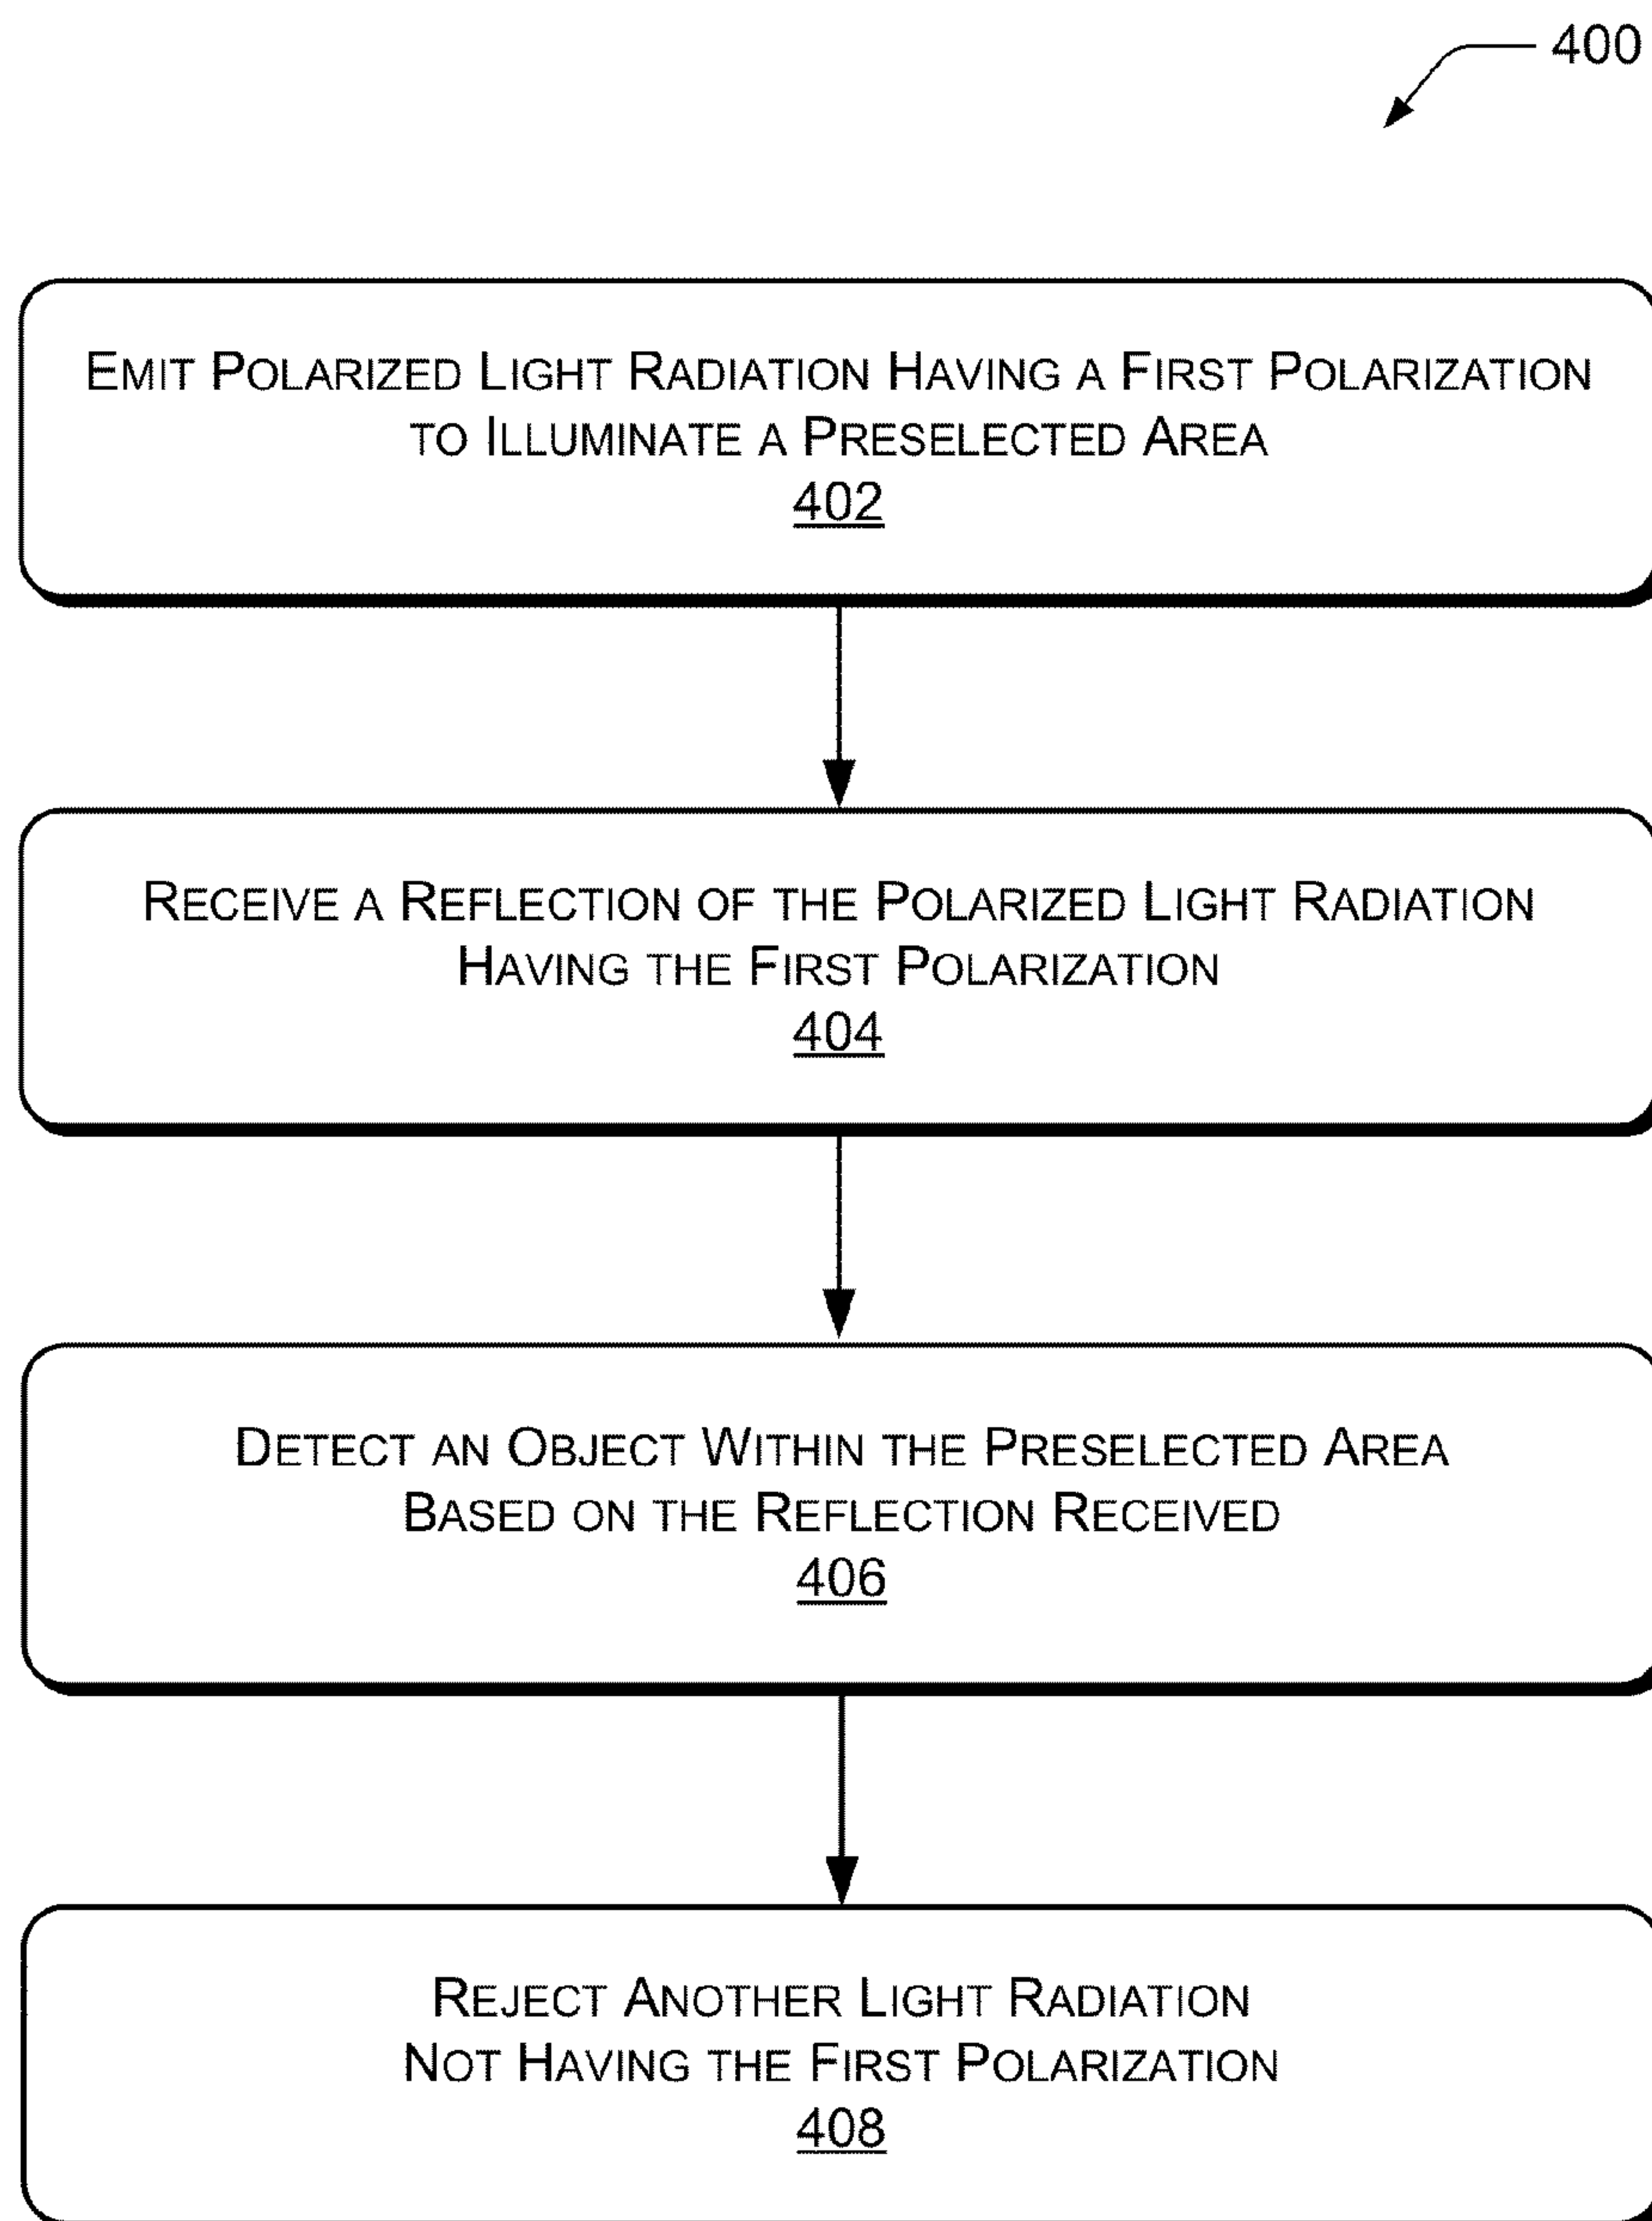 400
EMIT POLARIZED LIGHT RADIATION HAVING A FIRST POLARIZATION
TO ILLUMINATE A PRESELECTED AREA
402
RECEIVE A REFLECTION OF THE POLARIZED LIGHT RADIATION
HAVING THE FIRST POLARIZATION
404
DETECT AN OBJECT WITHIN THE PRESELECTED AREA
BASED ON THE REFLECTION RECEIVED
406
REJECT ANOTHER LIGHT RADIATION
NOT HAVING THE FIRST POLARIZATION
408